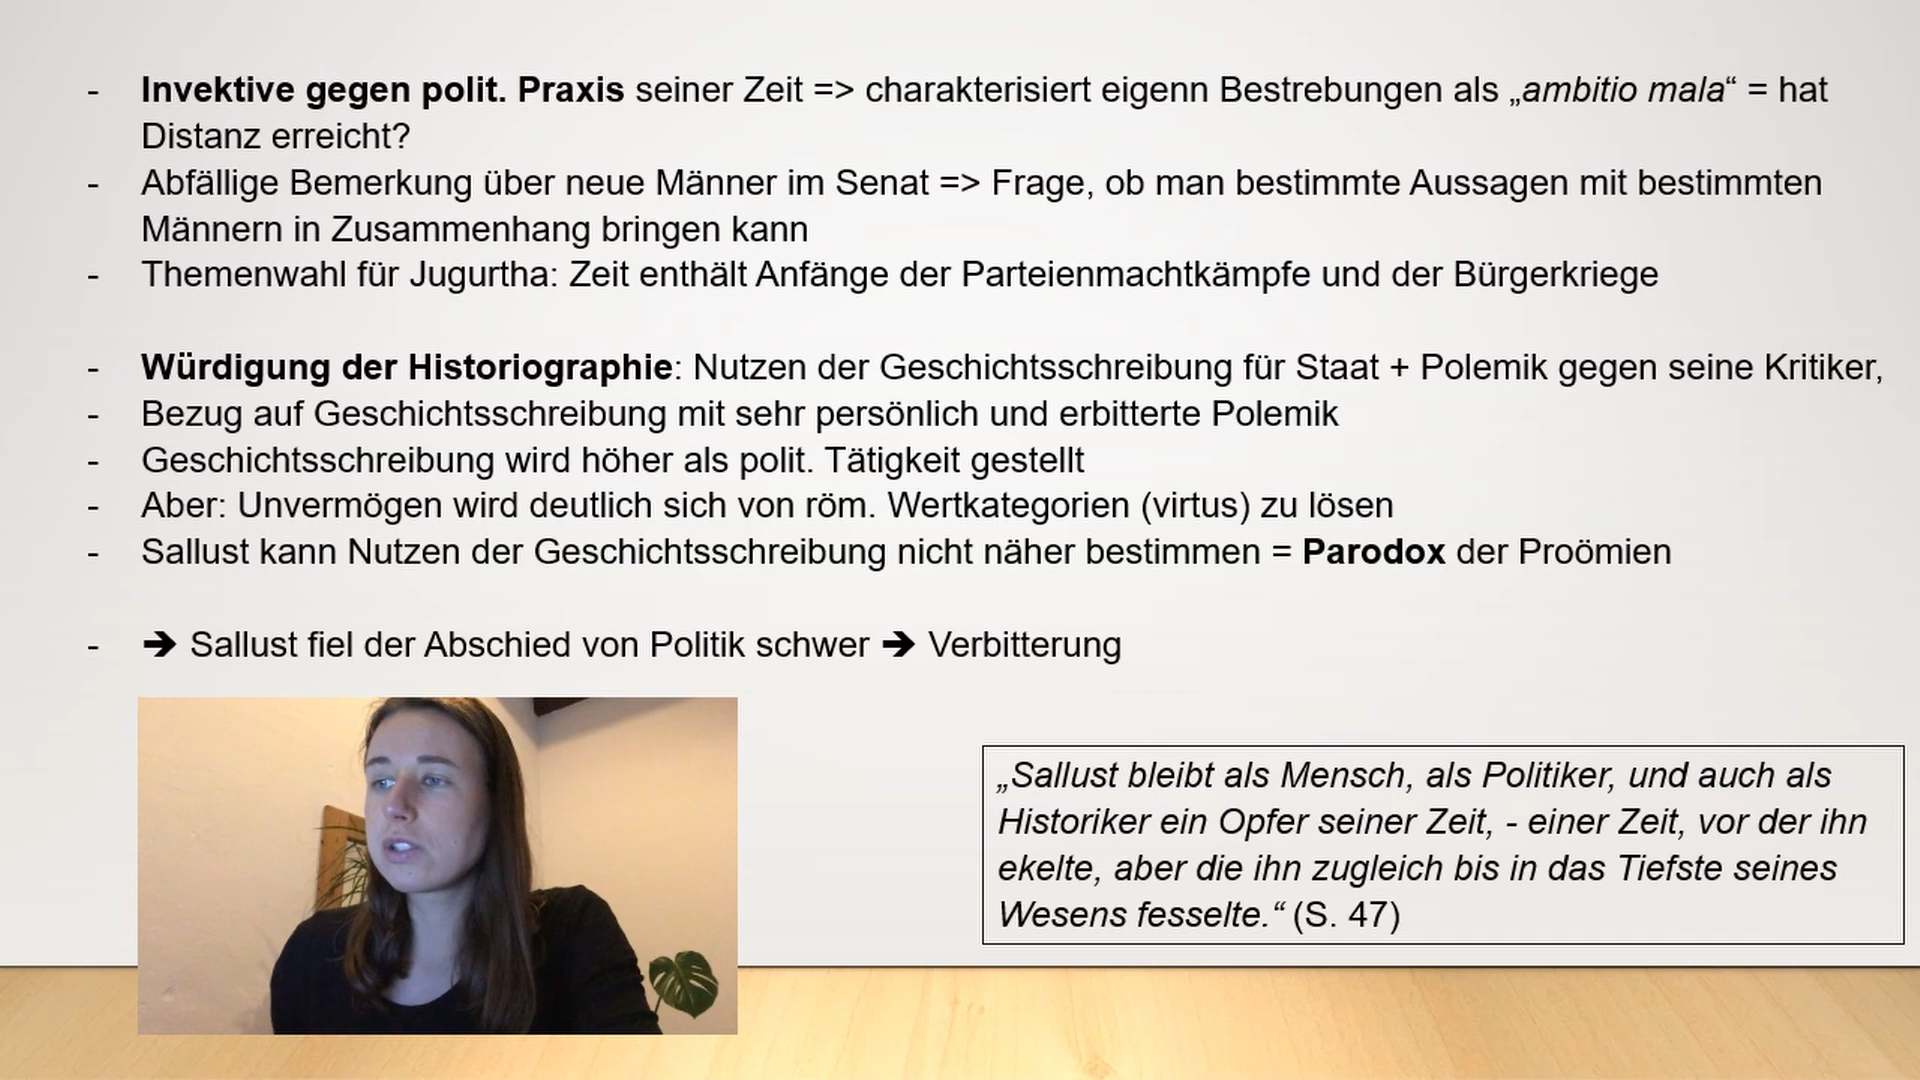 - Invektive gegen polit. Praxis seiner Zeit => charakterisiert eigenn Bestrebungen als „ambitio mala“ = hat
Distanz erreicht?
- Abfällige Bemerkung über neue Männer im Senat => Frage, ob man bestimmte Aussagen mit bestimmten
Männern in Zusammenhang bringen kann
- Themenwahl für Jugurtha: Zeit enthält Anfänge der Parteienmachtkämpfe und der Bürgerkriege
- Würdigung der Historiographie: Nutzen der Geschichtsschreibung für Staat + Polemik gegen seine Kritiker,
- Bezug auf Geschichtsschreibung mit sehr persönlich und erbitterte Polemik
- Geschichtsschreibung wird höher als polit. Tätigkeit gestellt
- Aber: Unvermögen wird deutlich sich von röm. Wertkategorien (virtus) zu lösen
- Sallust kann Nutzen der Geschichtsschreibung nicht näher bestimmen = Parodox der Proömien
- ➔ Sallust fiel der Abschied von Politik schwer ➔ Verbitterung
„Sallust bleibt als Mensch, als Politiker, und auch als
Historiker ein Opfer seiner Zeit, - einer Zeit, vor der ihn
ekelte, aber die ihn zugleich bis in das Tiefste seines
Wesens fesselte.“ (S. 47)